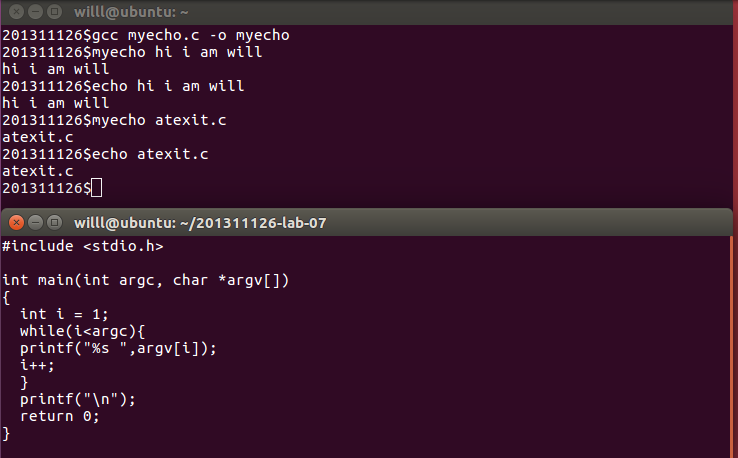 willl@ubuntu: ~
201311126$gcc myecho.c -o myecho
201311126$myecho hi i am will
hi i am will
201311126$echo hi i am will
hi i am will
201311126$myecho atexit.c
atexit.c
201311126$echo atexit.c
atexit.c
201311126$
willl@ubuntu: ~/201311126-lab-07
#include <stdio.h>
int main(int argc, char *argv[])
{
  int i = 1;
  while(i<argc){
  printf("%s ",argv[i]);
  i++;
  }
  printf("\n");
  return 0;
}